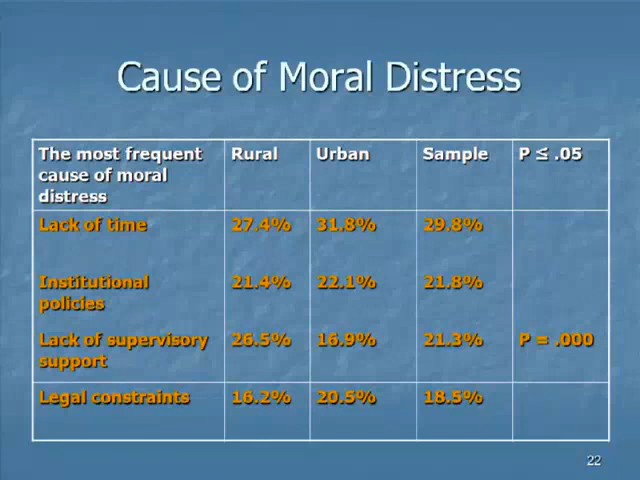 Cause of Moral Distress
The most frequent cause of moral distress Rural Urban Sample P ≤ .05
Lack of time 27.4% 31.8% 29.8%
Institutional policies 21.4% 22.1% 21.8%
Lack of supervisory support 26.5% 16.9% 21.3% P = .000
Legal constraints 16.2% 20.5% 18.5%
22